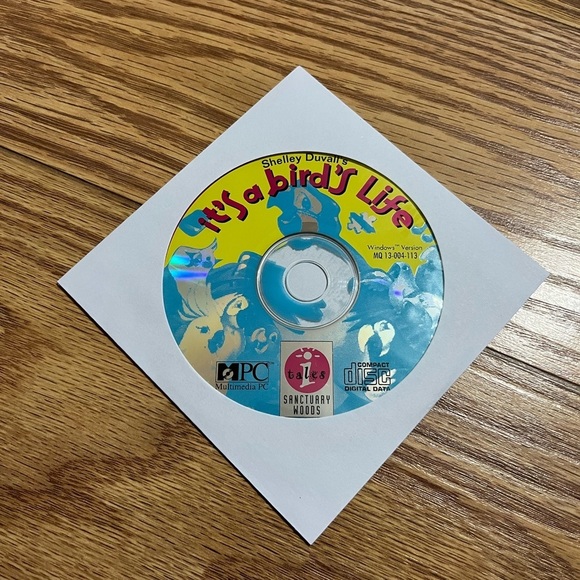 Shelley Duvall's
it's a bird's Life
Windows™ Version
MQ 13-004-113
MPC™
Multimedia PC
i
tales
SANCTUARY
WOODS
COMPACT
disc
DIGITAL DATA